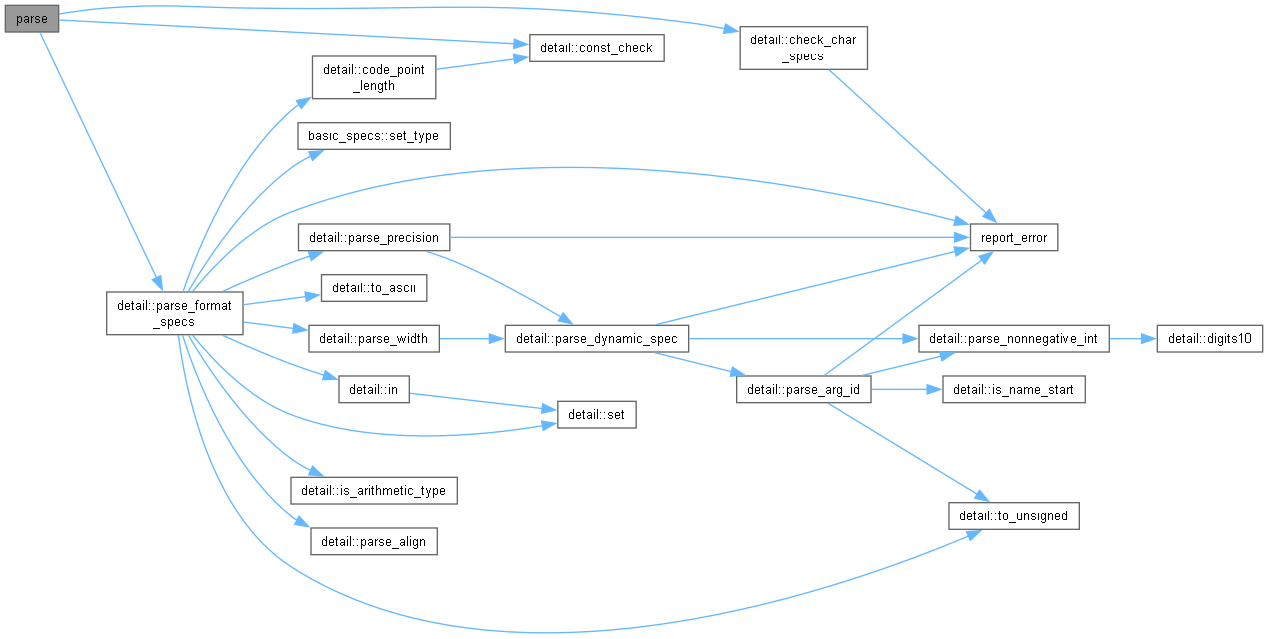 parse
detail::check_char
_specs
detail::const_check
detail::code_point
_length
basic_specs::set_type
detail::parse_precision
report_error
detail::to_ascii
detail::parse_format
_specs
detail::parse_width
detail::parse_dynamic_spec
detail::parse_nonnegative_int
detail::digits10
detail::in
detail::parse_arg_id
detail::is_name_start
detail::set
detail::is_arithmetic_type
detail::to_unsigned
detail::parse_align